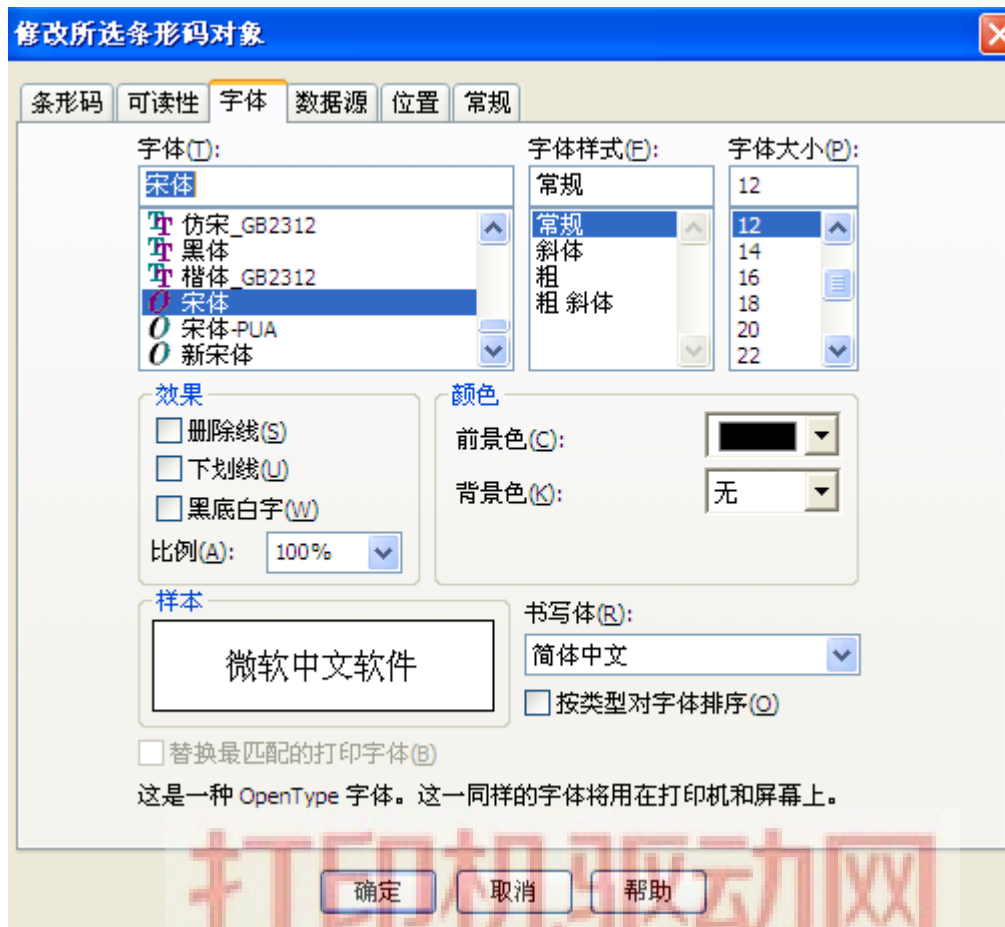 修改所选条形码对象
条形码 可读性 字体 数据源 位置 常规
字体(T): 字体样式(F): 字体大小(P):
宋体 常规 12
仿宋_GB2312 常规 12
黑体 斜体 14
楷体_GB2312 粗 16
宋体 粗 斜体 18
宋体-PUA 20
新宋体 22
效果 颜色
删除线(S) 前景色(C):
下划线(U)
黑底白字(W) 背景色(K): 无
比例(A): 100%
样本 书写体(R):
微软中文软件 简体中文
按类型对字体排序(O)
替换最匹配的打印字体(B)
这是一种 OpenType 字体。这一同样的字体将用在打印机和屏幕上。
打印机驱动网
确定 取消 帮助